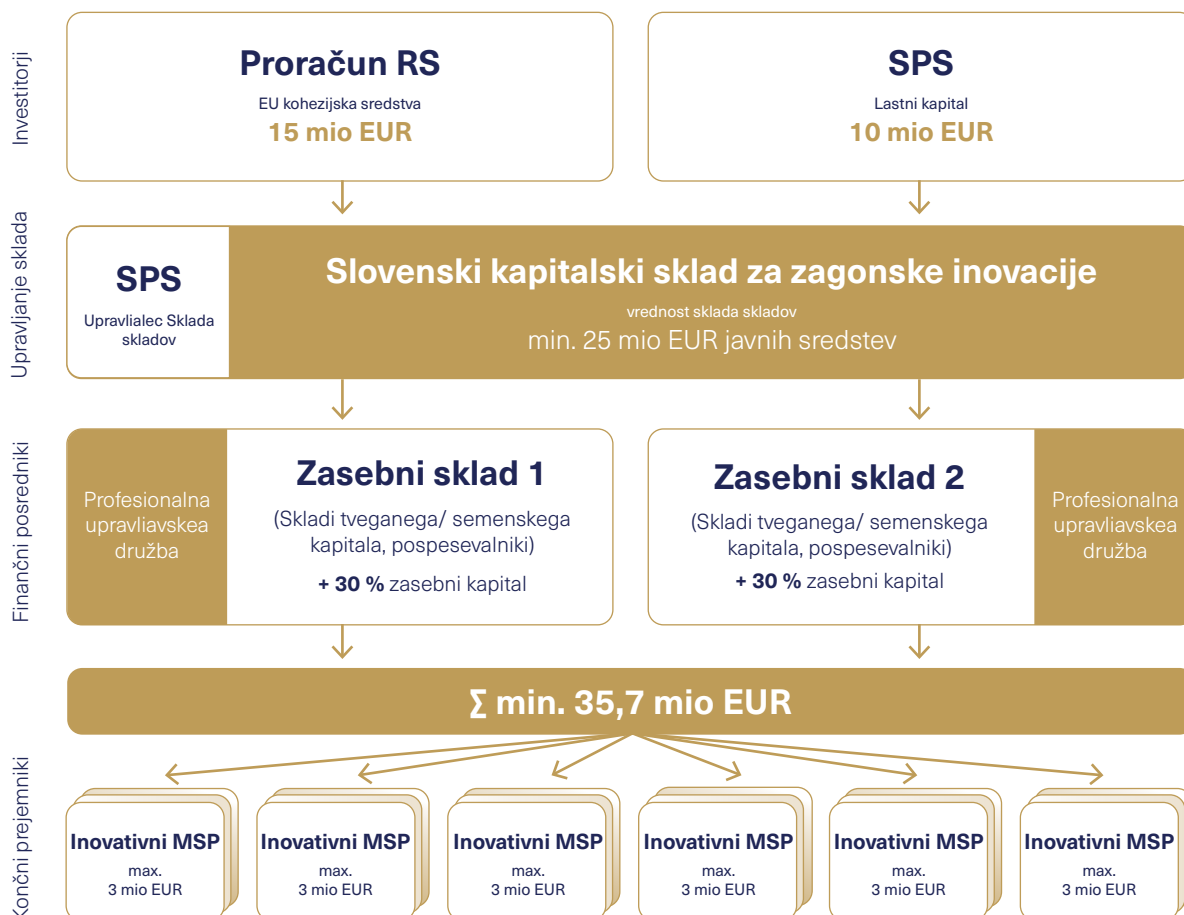 Investitorji
Proračun RS
EU kohezijska sredstva
15 mio EUR
SPS
Lastni kapital
10 mio EUR
Upravljanje sklada
SPS
Upravlialec Sklada
skladov
Slovenski kapitalski sklad za zagonske inovacije
vrednost sklada skladov
min. 25 mio EUR javnih sredstev
Finančni posredniki
Profesionalna
upravliavskea
družba
Zasebni sklad 1
(Skladi tveganega/ semenskega
kapitala, pospesevalniki)
+ 30 % zasebni kapital
Zasebni sklad 2
(Skladi tveganega/ semenskega
kapitala, pospesevalniki)
+ 30 % zasebni kapital
Profesionalna
upravliavskea
družba
∑ min. 35,7 mio EUR
Končni prejemniki
Inovativni MSP
max.
3 mio EUR
Inovativni MSP
max.
3 mio EUR
Inovativni MSP
max.
3 mio EUR
Inovativni MSP
max.
3 mio EUR
Inovativni MSP
max.
3 mio EUR
Inovativni MSP
max.
3 mio EUR